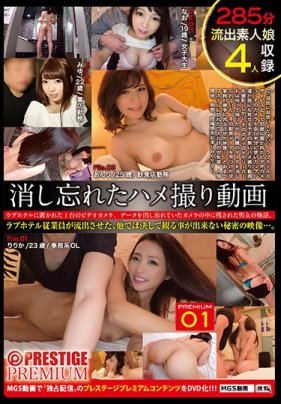 285分
流出素人娘
4人
収録
なお/19歳/女子大生
みゆ/22歳/
あんり/23歳/飲食店勤務
消し忘れたハメ撮り動画
ラブホテルに置かれた1台のビデオカメラ。データを消し忘れていたカメラの中に残された男女の物語。
ラブホテル従業員が流出させた、他では決して観る事が出来ない秘密の映像…。
File.01
りりか/23歳/事務系OL
PREMIUM
01
PRESTIGE
PREMIUM
MGS動画で"独占配信"のプレステージプレミアムコンテンツをDVD化!!!
MGS動画
検索